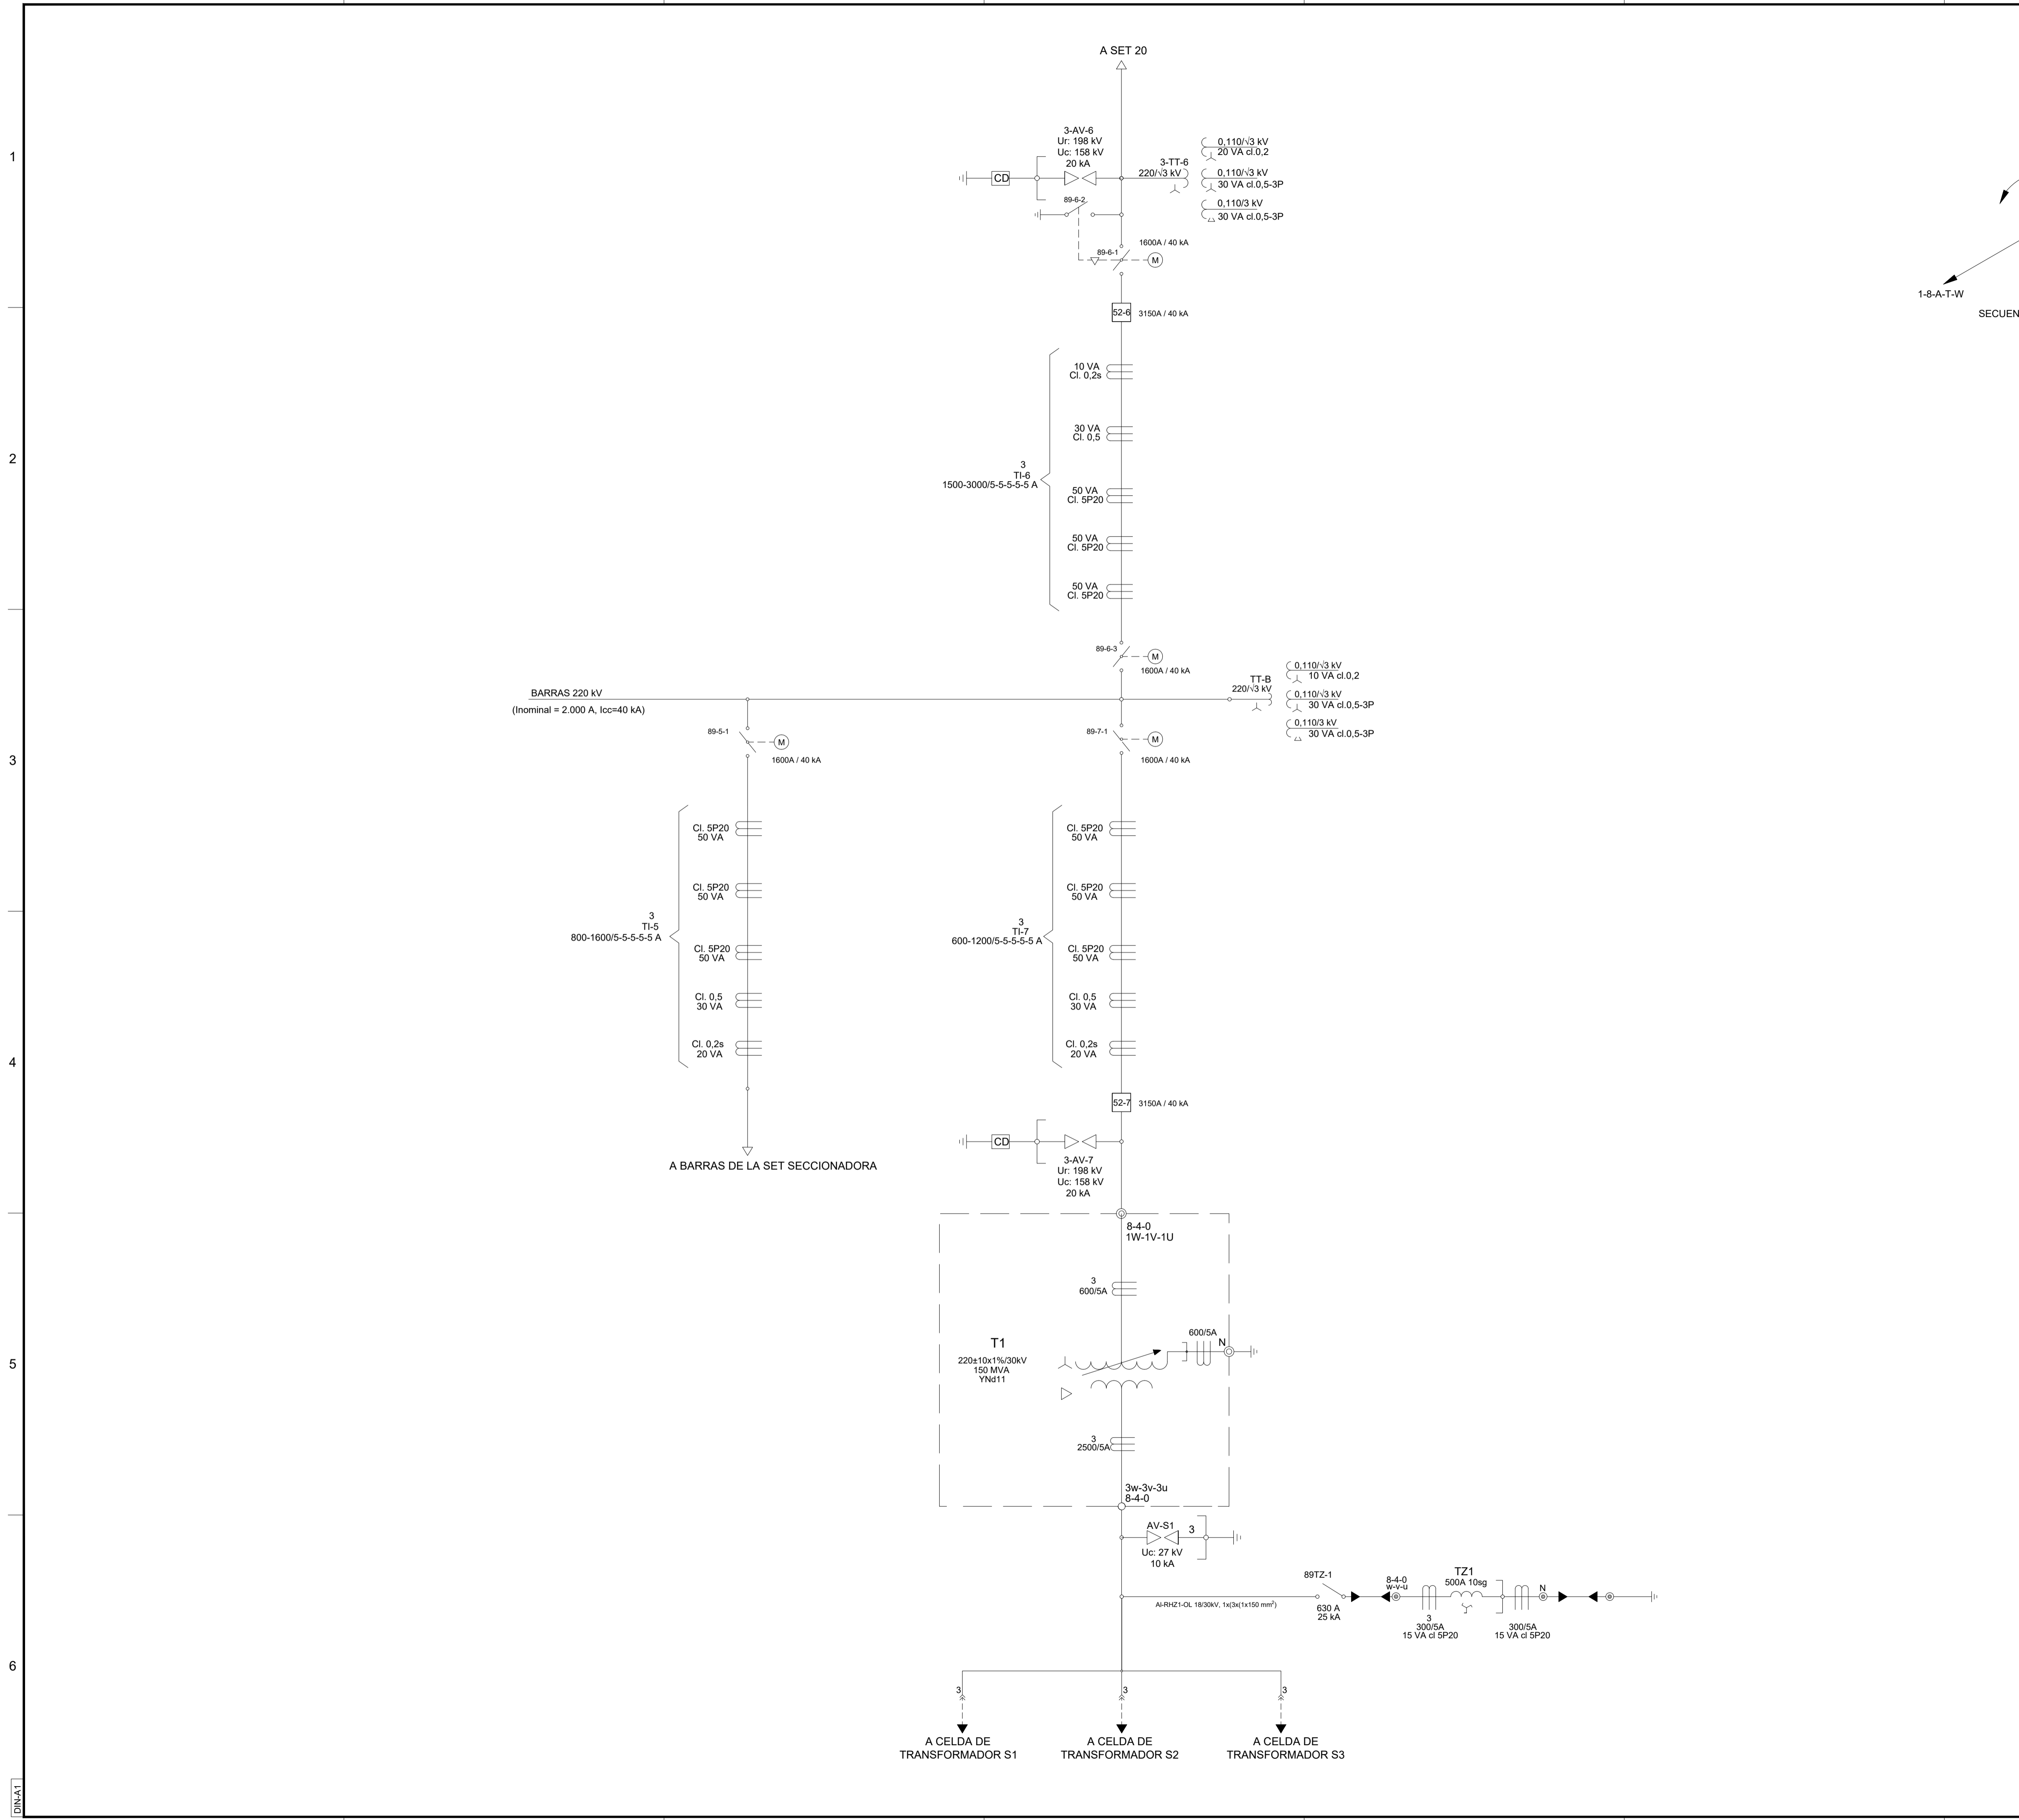 A SET 20
3-AV-6
Ur: 198 kV
Uc: 158 kV
20 kA
CD
3-TT-6
220/√3 kV
0,110/√3 kV
20 VA cl.0,2
0,110/√3 kV
30 VA cl.0,5-3P
0,110/3 kV
30 VA cl.0,5-3P
89-6-2
1600A / 40 kA
89-6-1
M
52-6
3150A / 40 kA
1-8-A-T-W
SECUEN
10 VA
Cl. 0,2s
30 VA
Cl. 0,5
3
TI-6
1500-3000/5-5-5-5-5 A
50 VA
Cl. 5P20
50 VA
Cl. 5P20
50 VA
Cl. 5P20
89-6-3
M
1600A / 40 kA
BARRAS 220 kV
(Inominal = 2.000 A, Icc=40 kA)
TT-B
220/√3 kV
0,110/√3 kV
10 VA cl.0,2
0,110/√3 kV
30 VA cl.0,5-3P
0,110/3 kV
30 VA cl.0,5-3P
89-5-1
M
1600A / 40 kA
89-7-1
M
1600A / 40 kA
Cl. 5P20
50 VA
Cl. 5P20
50 VA
3
TI-5
800-1600/5-5-5-5-5 A
Cl. 5P20
50 VA
Cl. 0,5
30 VA
Cl. 0,2s
20 VA
A BARRAS DE LA SET SECCIONADORA
Cl. 5P20
50 VA
Cl. 5P20
50 VA
3
TI-7
600-1200/5-5-5-5-5 A
Cl. 5P20
50 VA
Cl. 0,5
30 VA
Cl. 0,2s
20 VA
52-7
3150A / 40 kA
CD
3-AV-7
Ur: 198 kV
Uc: 158 kV
20 kA
8-4-0
1W-1V-1U
3
600/5A
600/5A
N
T1
220±10x1%/30kV
150 MVA
YNd11
3
2500/5A
3w-3v-3u
8-4-0
AV-S1
3
Uc: 27 kV
10 kA
Al-RHZ1-OL 18/30kV, 1x(3x(1x150 mm²)
89TZ-1
630 A
25 kA
8-4-0
w-v-u
3
300/5A
15 VA cl 5P20
TZ1
500A 10sg
300/5A
15 VA cl 5P20
N
3
3
3
A CELDA DE
TRANSFORMADOR S1
A CELDA DE
TRANSFORMADOR S2
A CELDA DE
TRANSFORMADOR S3
1
2
3
4
5
6
DIN-A1